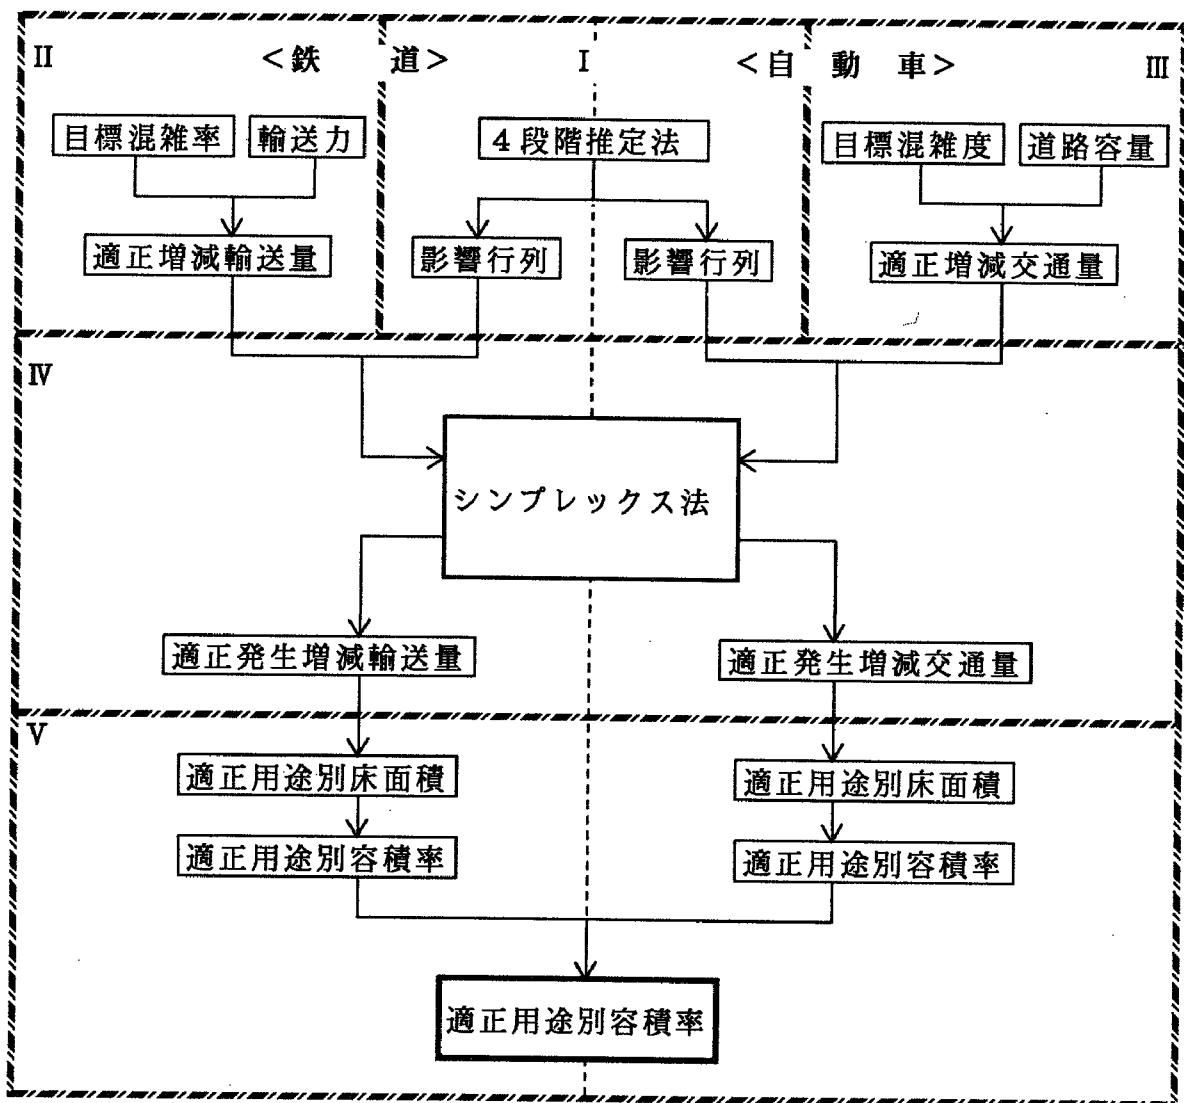 II <鉄 道> I <自 動 車> III
目標混雑率 輸送力 4段階推定法 目標混雑度 道路容量
適正増減輸送量 影響行列 影響行列 適正増減交通量
IV
シンプレックス法
適正発生増減輸送量 適正発生増減交通量
V
適正用途別床面積 適正用途別床面積
適正用途別容積率 適正用途別容積率
適正用途別容積率